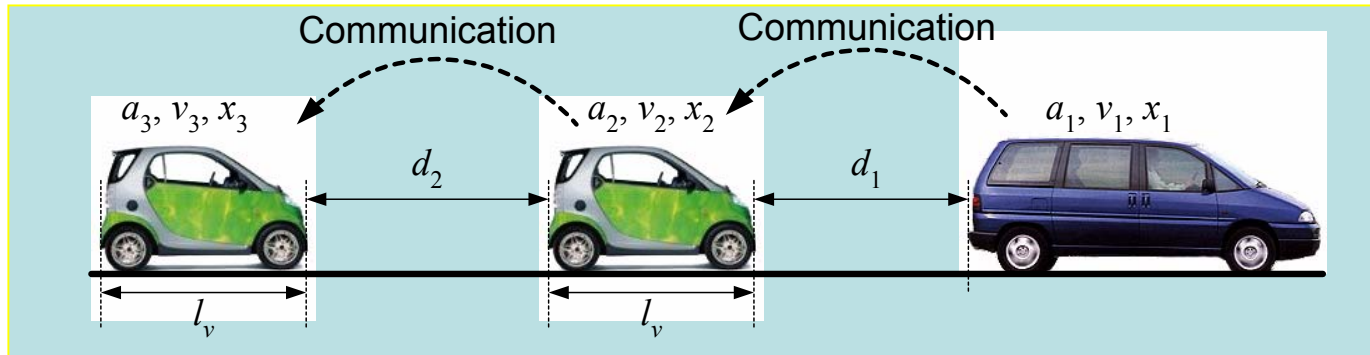 Communication Communication
a₃, v₃, x₃ a₂, v₂, x₂ a₁, v₁, x₁
d₂ d₁
lᵥ lᵥ